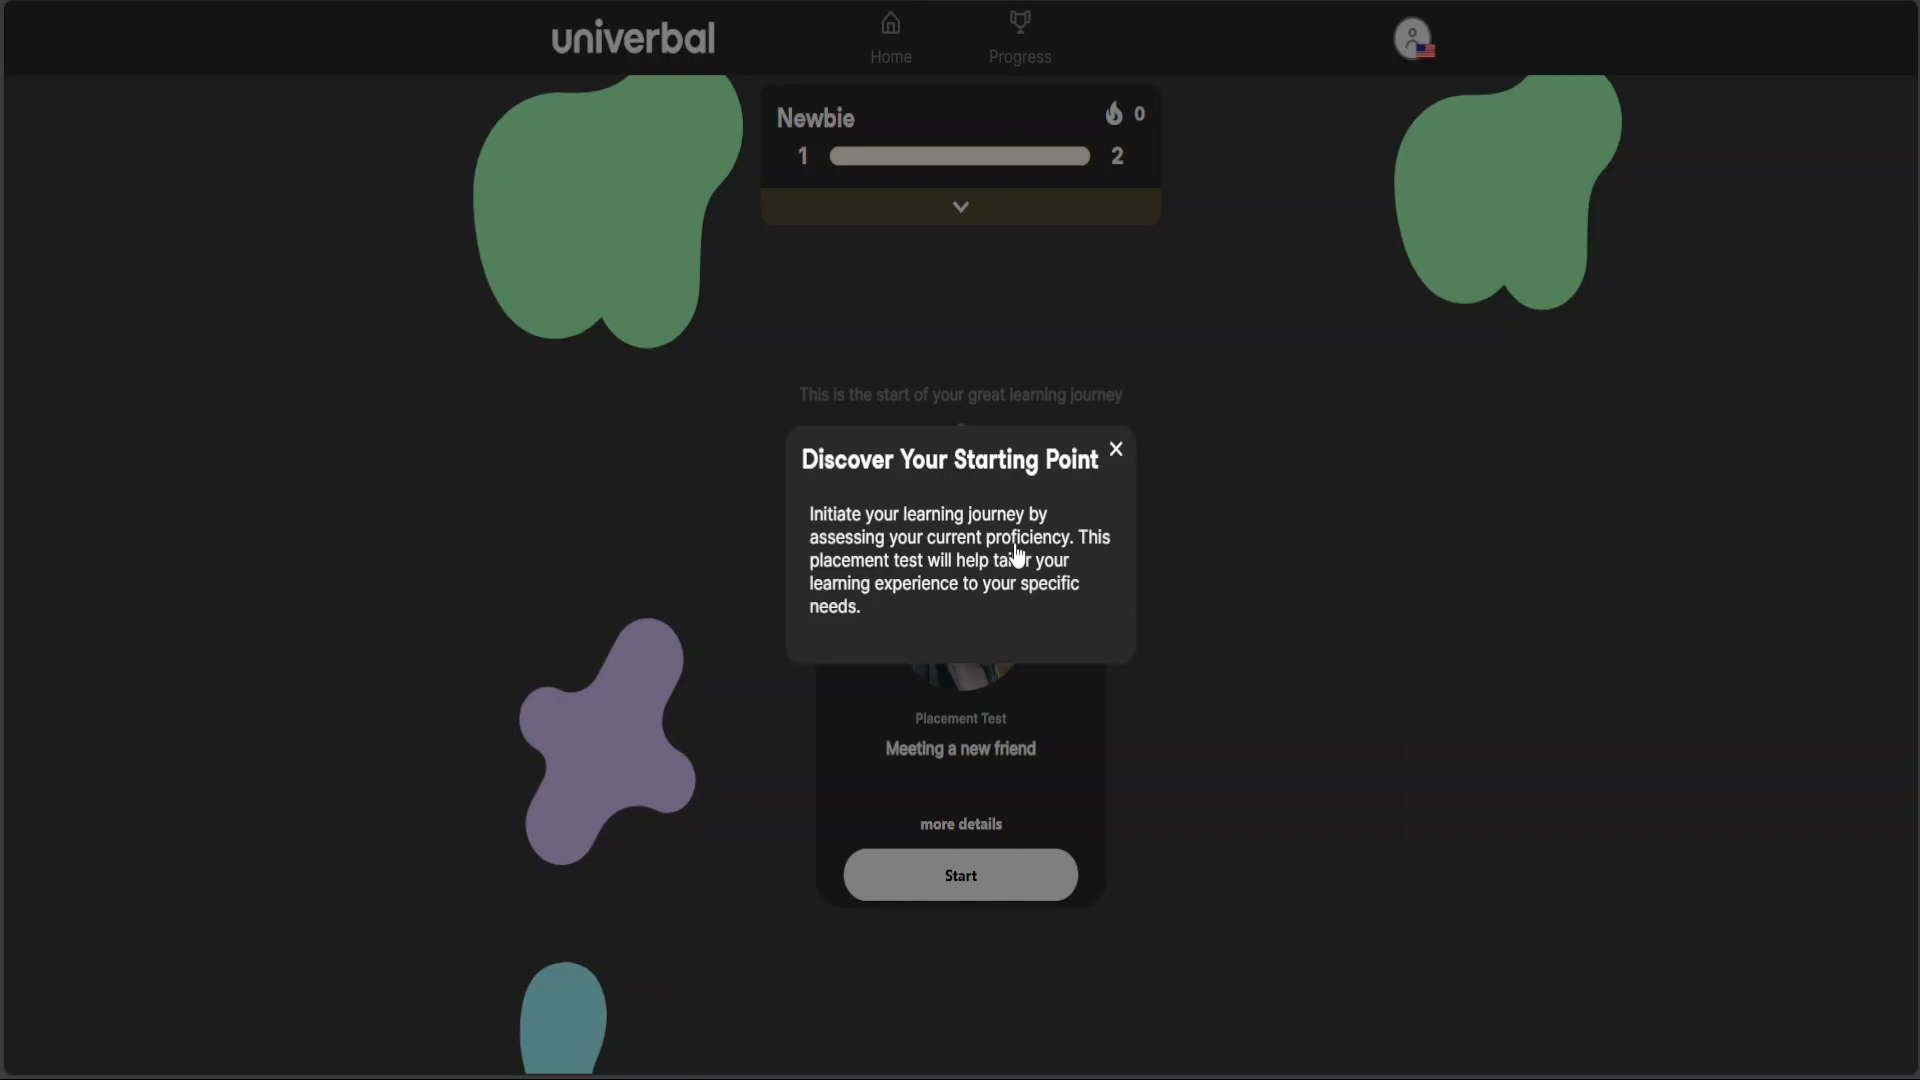 univerbal
Home
Progress
Newbie
0
1
2
This is the start of your great learning journey
Discover Your Starting Point
Initiate your learning journey by
assessing your current proficiency. This
placement test will help tailor your
learning experience to your specific
needs.
Placement Test
Meeting a new friend
more details
Start